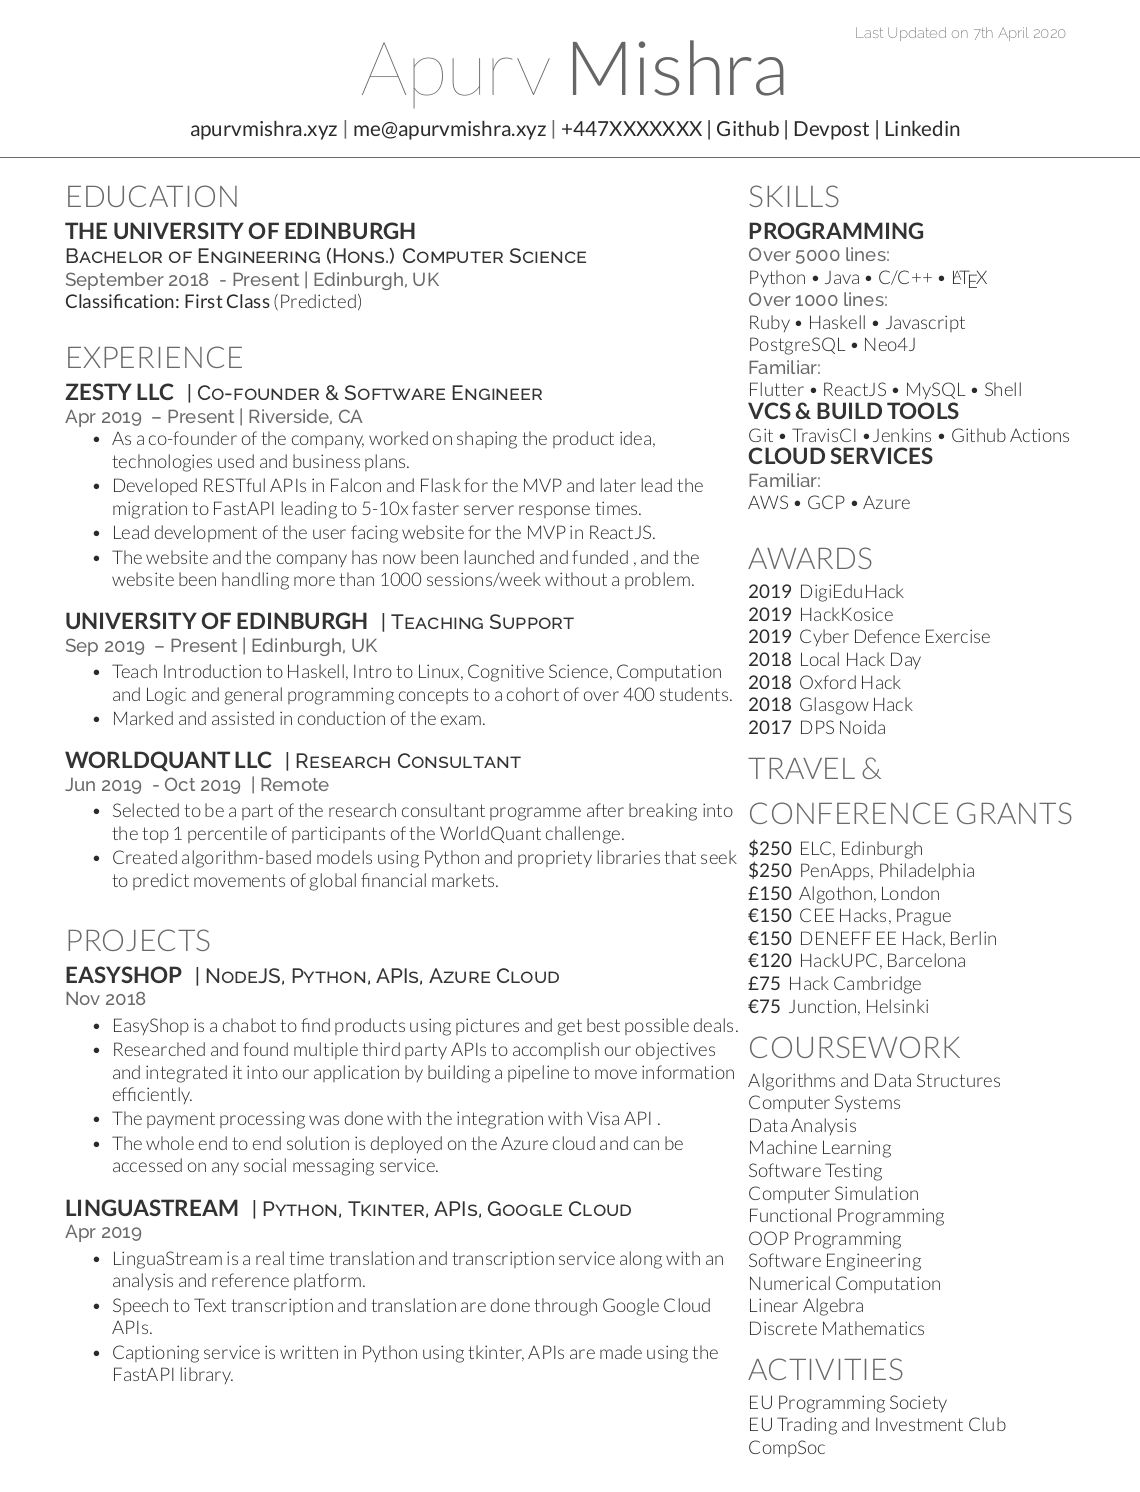 Last Updated on 7th April 2020
Apurv Mishra
apurvmishra.xyz | me@apurvmishra.xyz | +447XXXXXXX | Github | Devpost | Linkedin
EDUCATION
THE UNIVERSITY OF EDINBURGH
Bachelor of Engineering (Hons.) Computer Science
September 2018 - Present | Edinburgh, UK
Classification: First Class (Predicted)
EXPERIENCE
ZESTY LLC | Co-founder & Software Engineer
Apr 2019 – Present | Riverside, CA
• As a co-founder of the company, worked on shaping the product idea,
technologies used and business plans.
• Developed RESTful APIs in Falcon and Flask for the MVP and later lead the
migration to FastAPI leading to 5-10x faster server response times.
• Lead development of the user facing website for the MVP in ReactJS.
• The website and the company has now been launched and funded , and the
website been handling more than 1000 sessions/week without a problem.
UNIVERSITY OF EDINBURGH | Teaching Support
Sep 2019 – Present | Edinburgh, UK
• Teach Introduction to Haskell, Intro to Linux, Cognitive Science, Computation
and Logic and general programming concepts to a cohort of over 400 students.
• Marked and assisted in conduction of the exam.
WORLDQUANT LLC | Research Consultant
Jun 2019 - Oct 2019 | Remote
• Selected to be a part of the research consultant programme after breaking into
the top 1 percentile of participants of the WorldQuant challenge.
• Created algorithm-based models using Python and propriety libraries that seek
to predict movements of global financial markets.
PROJECTS
EASYSHOP | NodeJS, Python, APIs, Azure Cloud
Nov 2018
• EasyShop is a chabot to find products using pictures and get best possible deals.
• Researched and found multiple third party APIs to accomplish our objectives
and integrated it into our application by building a pipeline to move information
efficiently.
• The payment processing was done with the integration with Visa API .
• The whole end to end solution is deployed on the Azure cloud and can be
accessed on any social messaging service.
LINGUASTREAM | Python, Tkinter, APIs, Google Cloud
Apr 2019
• LinguaStream is a real time translation and transcription service along with an
analysis and reference platform.
• Speech to Text transcription and translation are done through Google Cloud
APIs.
• Captioning service is written in Python using tkinter, APIs are made using the
FastAPI library.
SKILLS
PROGRAMMING
Over 5000 lines:
Python • Java • C/C++ • LATEX
Over 1000 lines:
Ruby • Haskell • Javascript
PostgreSQL • Neo4J
Familiar:
Flutter • ReactJS • MySQL • Shell
VCS & BUILD TOOLS
Git • TravisCI •Jenkins • Github Actions
CLOUD SERVICES
Familiar:
AWS • GCP • Azure
AWARDS
2019 DigiEduHack
2019 HackKosice
2019 Cyber Defence Exercise
2018 Local Hack Day
2018 Oxford Hack
2018 Glasgow Hack
2017 DPS Noida
TRAVEL &
CONFERENCE GRANTS
$250 ELC, Edinburgh
$250 PenApps, Philadelphia
£150 Algothon, London
€150 CEE Hacks, Prague
€150 DENEFF EE Hack, Berlin
€120 HackUPC, Barcelona
£75 Hack Cambridge
€75 Junction, Helsinki
COURSEWORK
Algorithms and Data Structures
Computer Systems
Data Analysis
Machine Learning
Software Testing
Computer Simulation
Functional Programming
OOP Programming
Software Engineering
Numerical Computation
Linear Algebra
Discrete Mathematics
ACTIVITIES
EU Programming Society
EU Trading and Investment Club
CompSoc